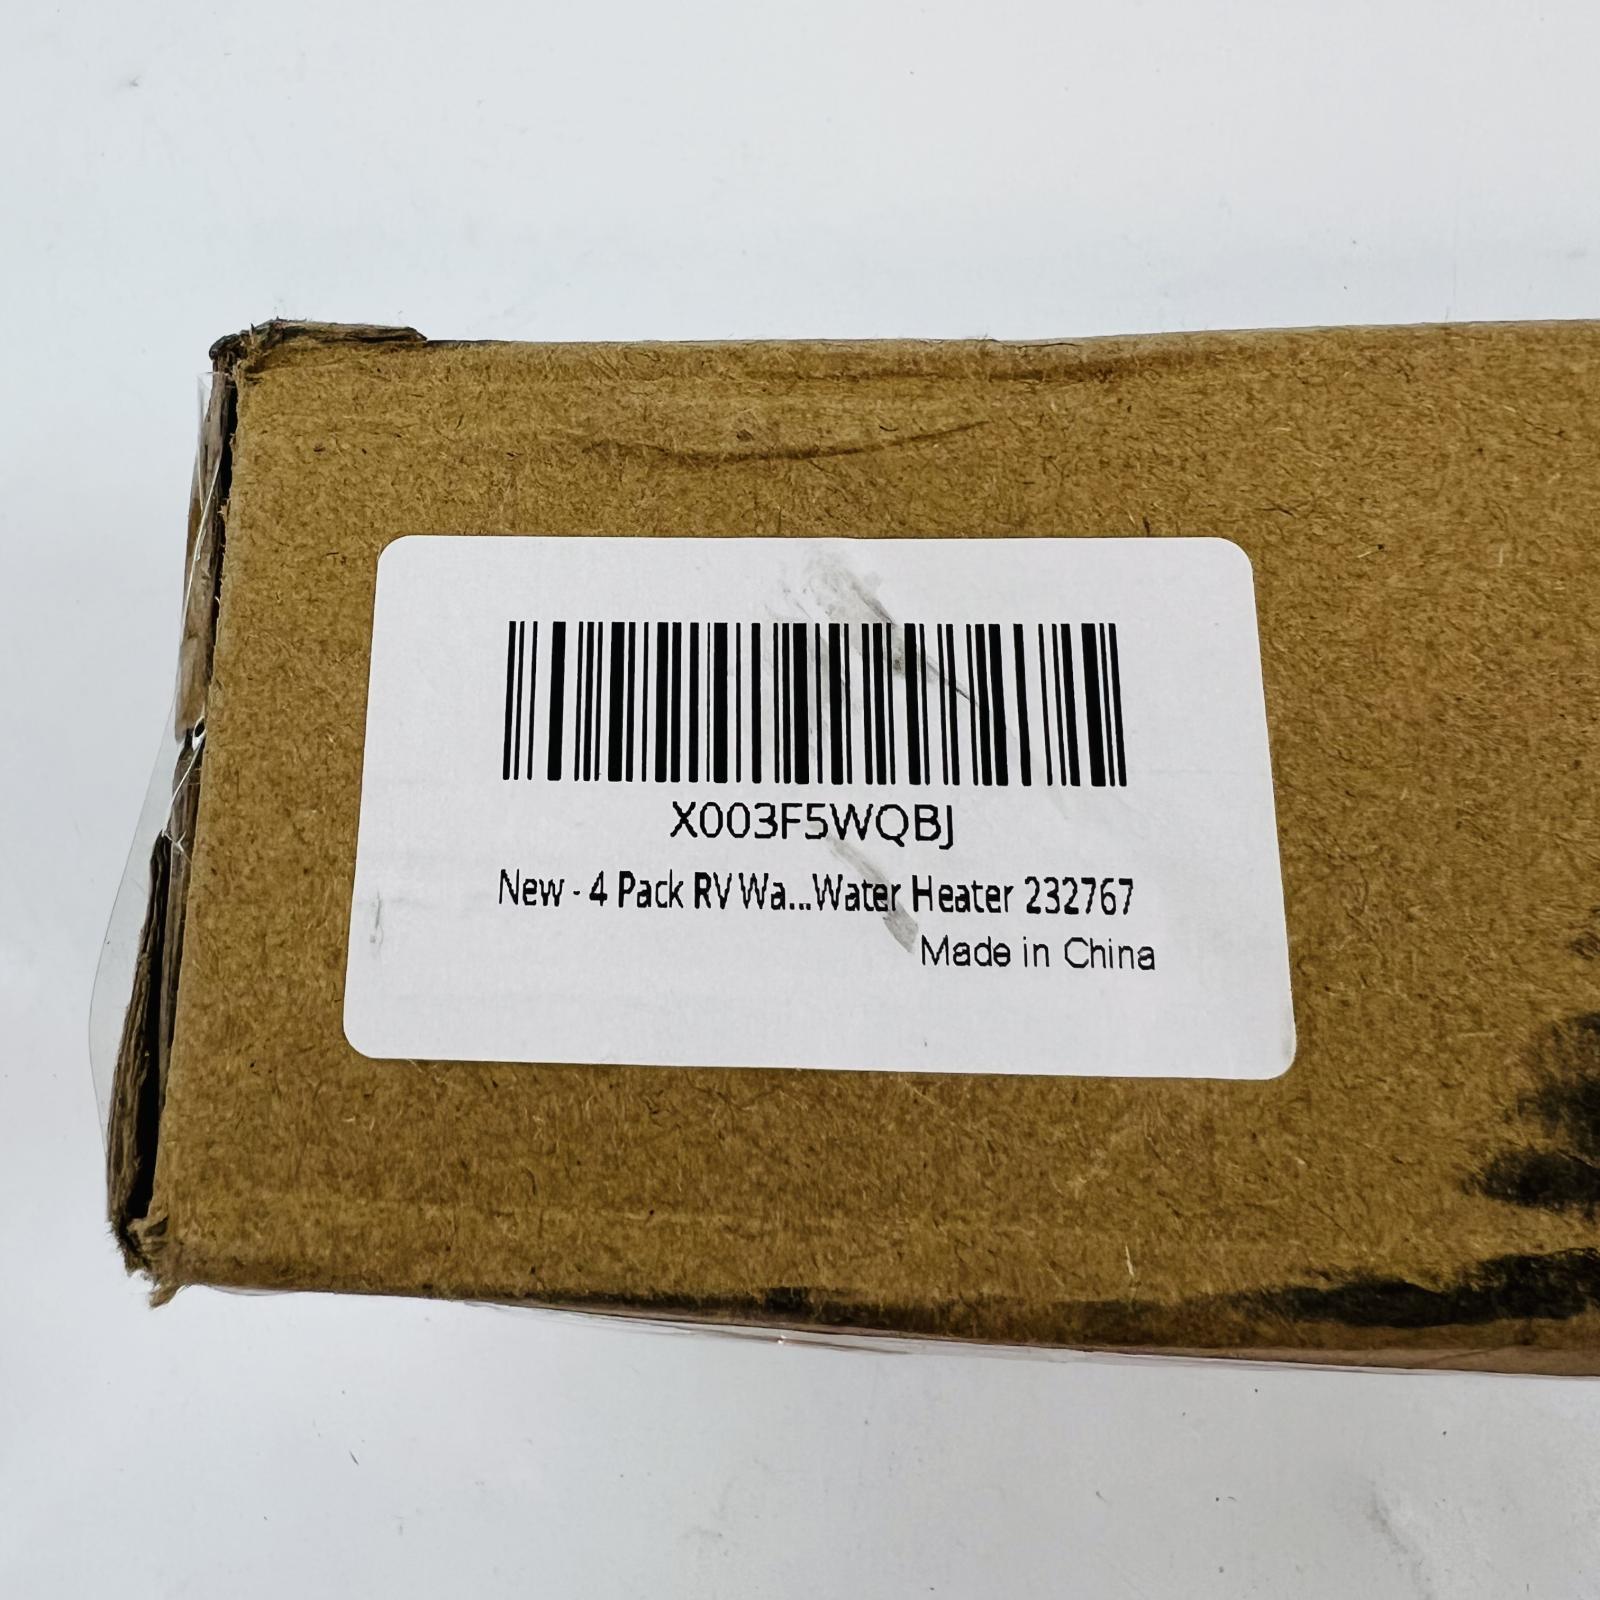 X003F5WQBJ
New - 4 Pack RV Wa...Water Heater 232767
Made in China